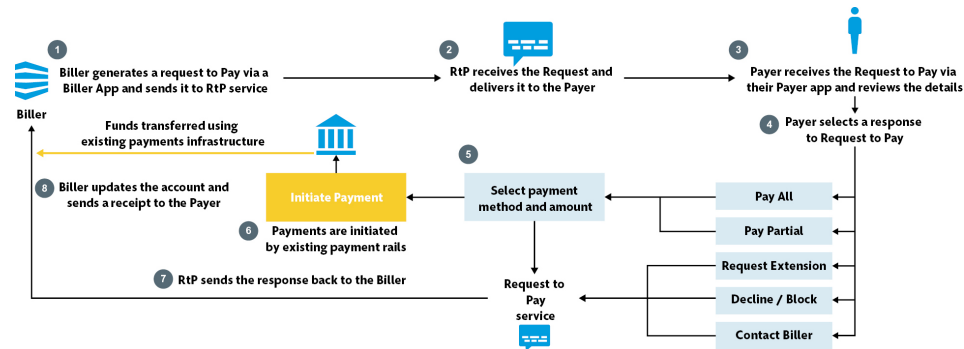 1
Biller generates a request to Pay via a
Biller App and sends it to RtP service
Biller
2
RtP receives the Request and
delivers it to the Payer
3
Payer receives the Request to Pay via
their Payer app and reviews the details
4
Payer selects a response
to Request to Pay
Pay All
Pay Partial
Request Extension
Decline / Block
Contact Biller
5
Select payment
method and amount
Initiate Payment
6
Payments are initiated
by existing payment rails
Funds transferred using
existing payments infrastructure
Request to
Pay
service
7
RtP sends the response back to the Biller
8
Biller updates the account and
sends a receipt to the Payer